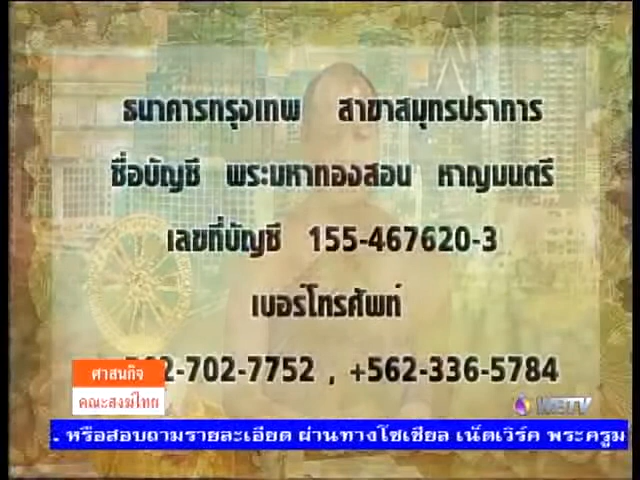 ธนาคารกรุงเทพ สาขาสมุทรปราการ
ชื่อบัญชี พระมหาทองสอน หาญมนตรี
เลขที่บัญชี 155-467620-3
เบอร์โทรศัพท์
62-702-7752 , +562-336-5784
ศาสนกิจ
คณะสงฆ์ไทย
. หรือสอบถามรายละเอียด ผ่านทางโซเชียล เน็ตเวิร์ค พระครูม